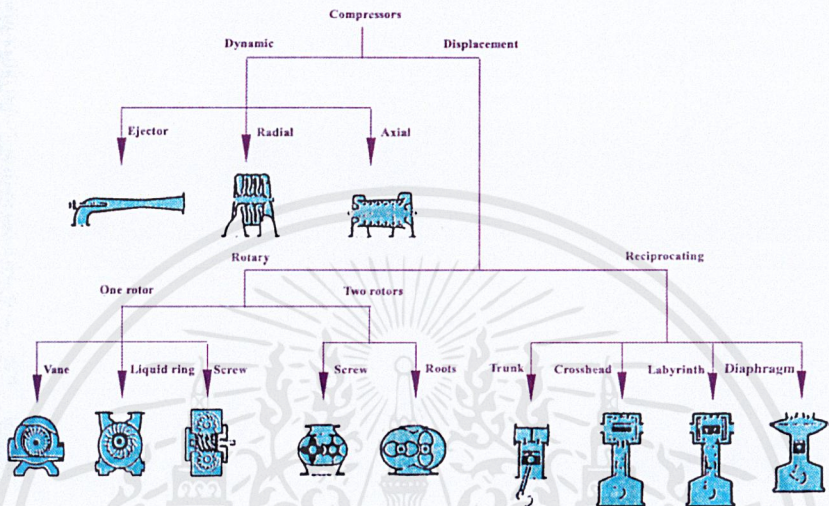 Compressors
Dynamic Displacement
Ejector Radial Axial
Rotary Reciprocating
One rotor Two rotors
Vane Liquid ring Screw Screw Roots Trunk Crosshead Labyrinth Diaphragm